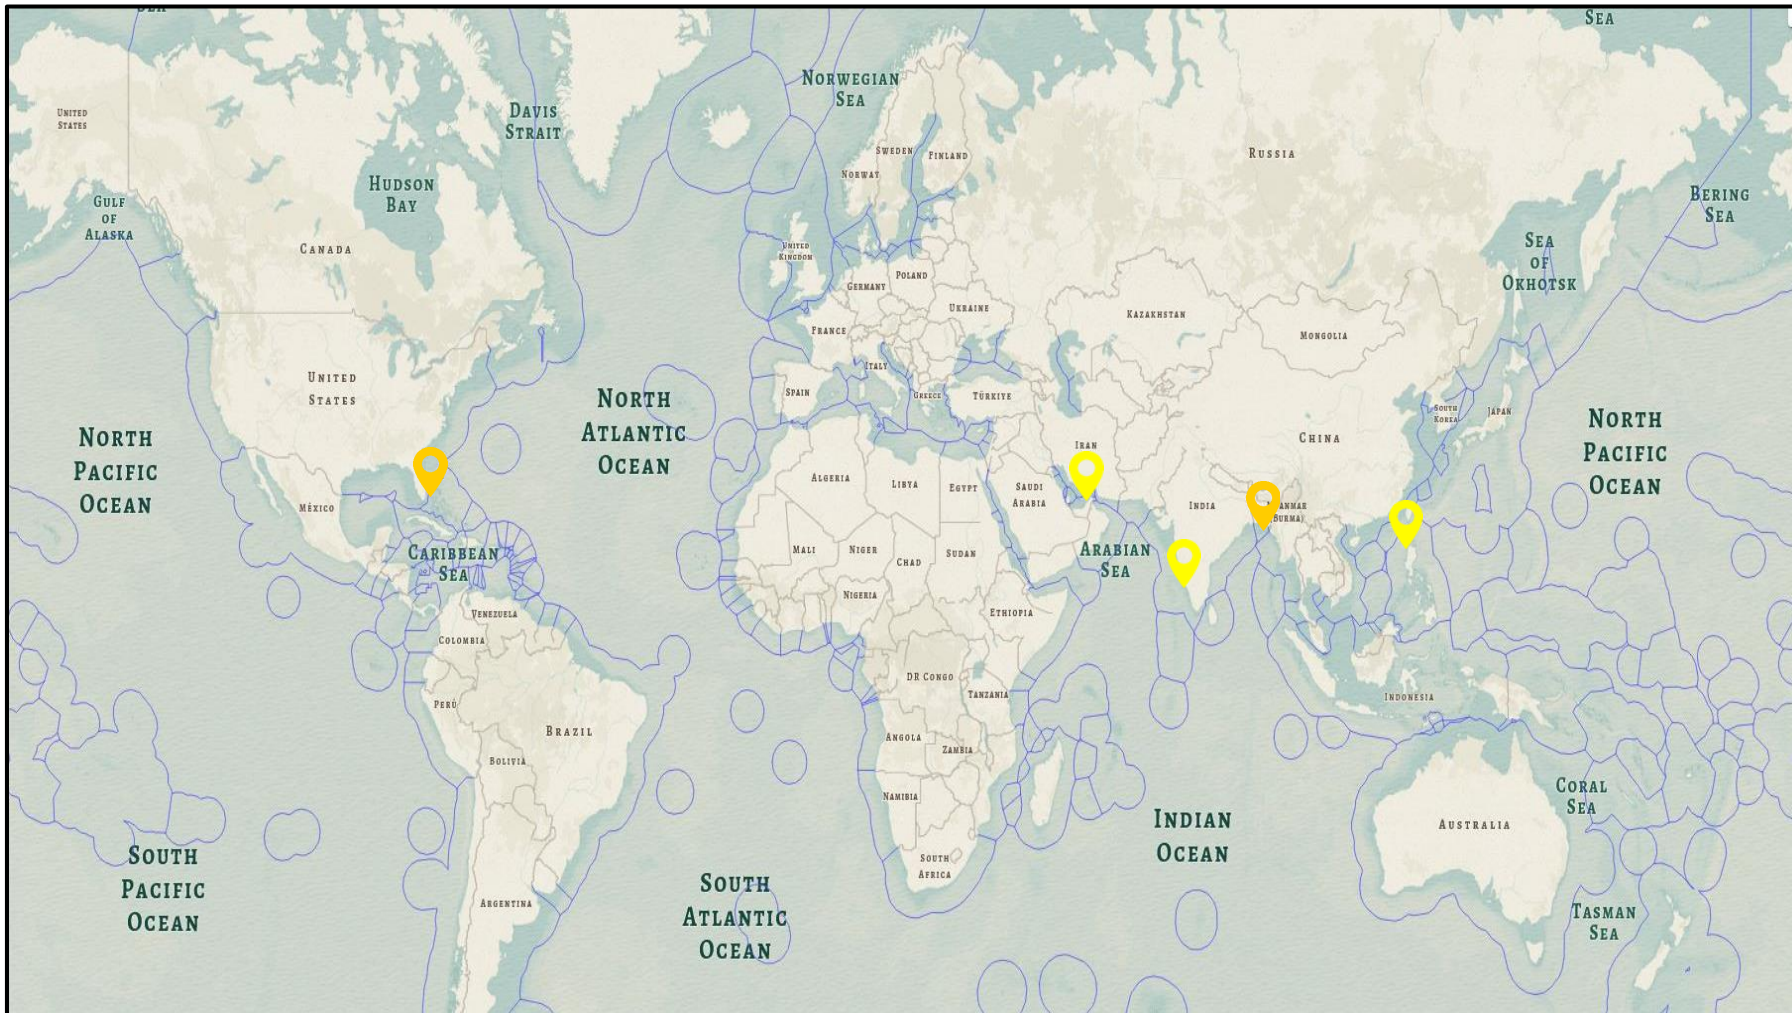 SEA
SEA
NORWEGIAN
SEA
DAVIS
STRAIT
UNITED
STATES
SWEDEN
FINLAND
NORWAY
RUSSIA
HUDSON
BAY
BERING
SEA
GULF
OF
ALASKA
CANADA
UNITED
KINGDOM
SEA
OF
OKHOTSK
POLAND
GERMANY
UKRAINE
KAZAKHSTAN
FRANCE
MONGOLIA
ITALY
UNITED
STATES
SPAIN
GREECE
TÜRKIYE
SOUTH
KOREA
JAPAN
NORTH
ATLANTIC
OCEAN
NORTH
PACIFIC
OCEAN
NORTH
PACIFIC
OCEAN
CHINA
IRAN
ALGERIA
LIBYA
EGYPT
SAUDI
ARABIA
MÉXICO
INDIA
ANMAR
BURMA)
CARIBBEAN
SEA
MALI
NIGER
CHAD
SUDAN
ARABIAN
SEA
NIGERIA
ETHIOPIA
VENEZUELA
COLOMBIA
DR CONGO
TANZANIA
INDONESIA
PERÚ
BRAZIL
ANGOLA
ZAMBIA
BOLIVIA
NAMIBIA
CORAL
SEA
INDIAN
OCEAN
AUSTRALIA
SOUTH
PACIFIC
OCEAN
SOUTH
AFRICA
SOUTH
ATLANTIC
OCEAN
ARGENTINA
TASMAN
SEA